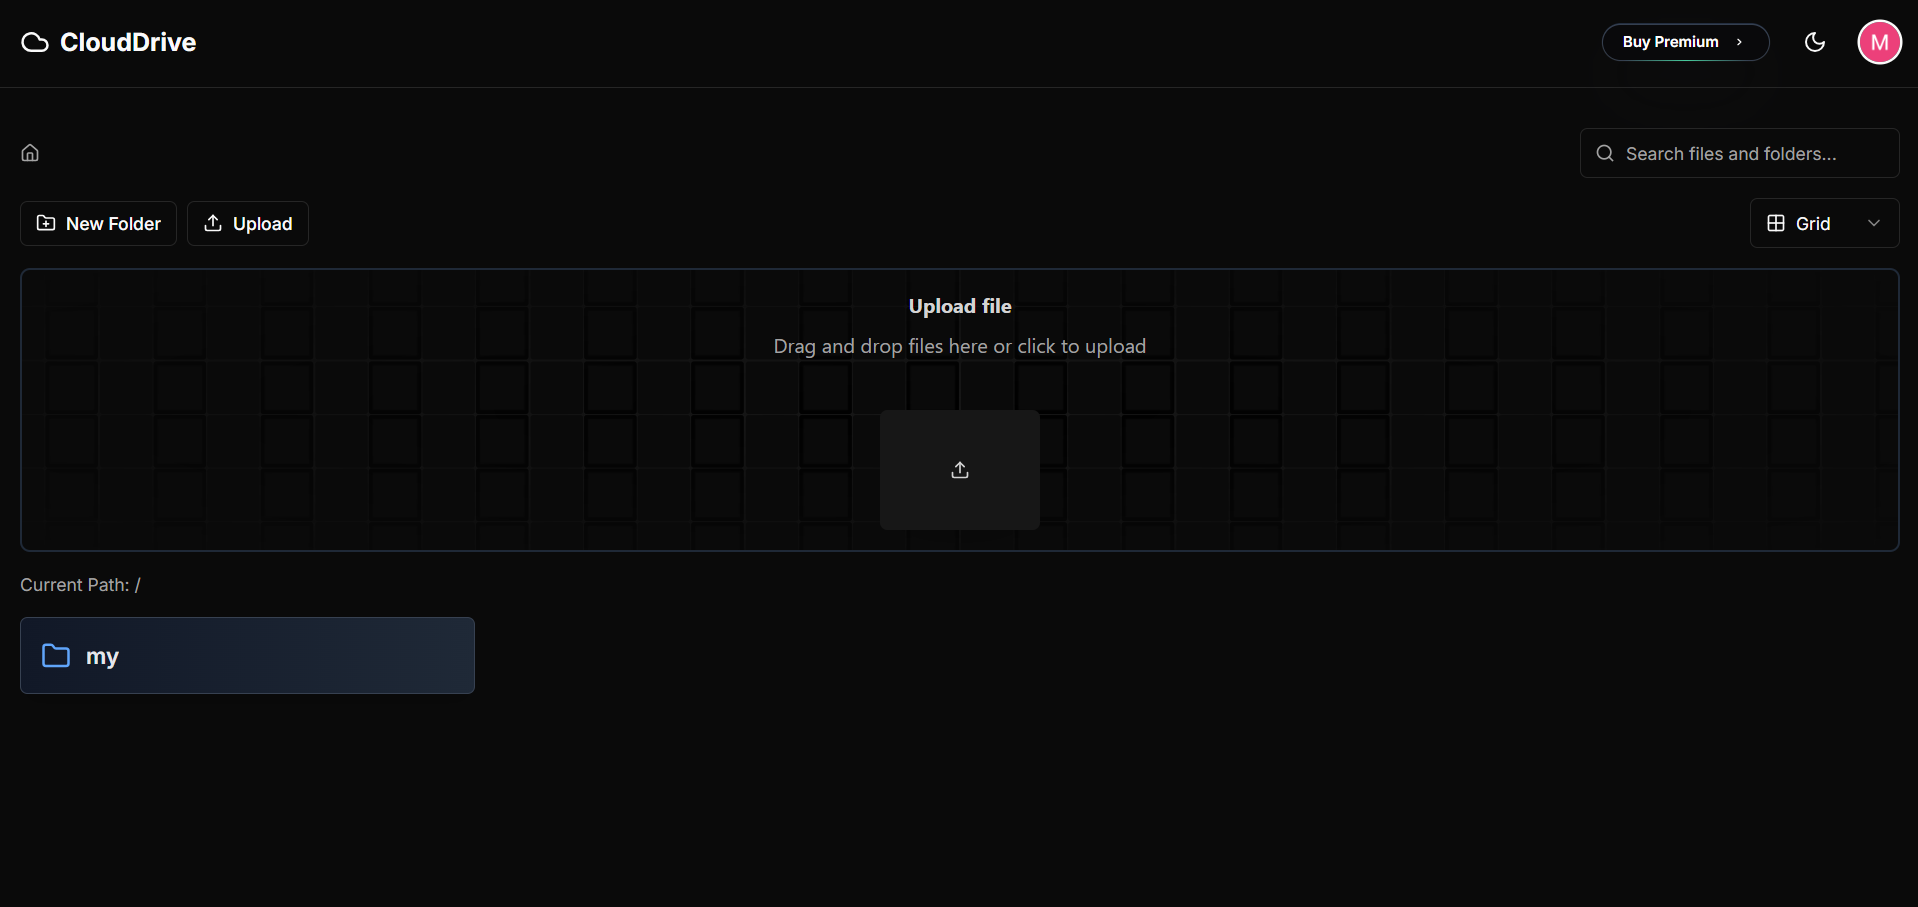 CloudDrive
Buy Premium
M
Search files and folders...
New Folder
Upload
Grid
Upload file
Drag and drop files here or click to upload
Current Path: /
my